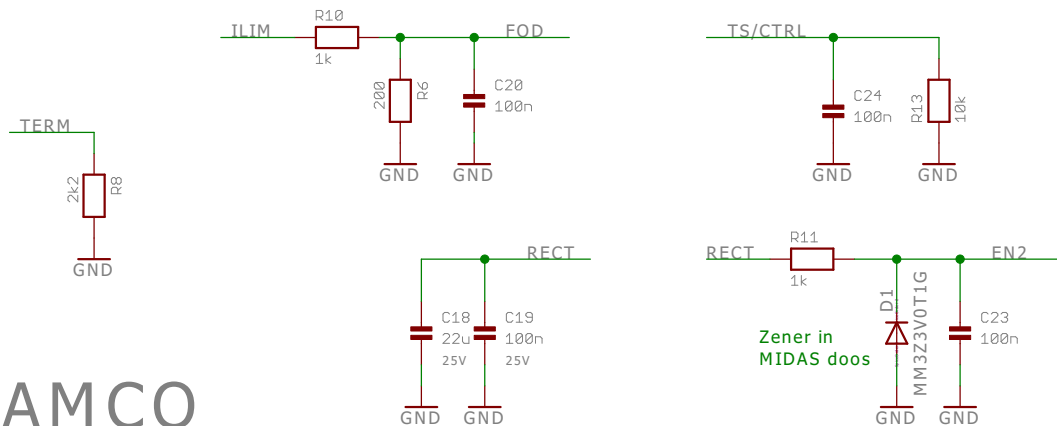 TERM
2k2
R8
GND
ILIM
R10
1k
FOD
200
R6
C20
100n
GND
GND
TS/CTRL
C24
100n
R13
10k
GND
GND
RECT
C18
22u
25V
C19
100n
25V
GND
GND
RECT
R11
1k
EN2
D1
MM3Z3V0T1G
C23
100n
Zener in
MIDAS doos
GND
GND
AMCO